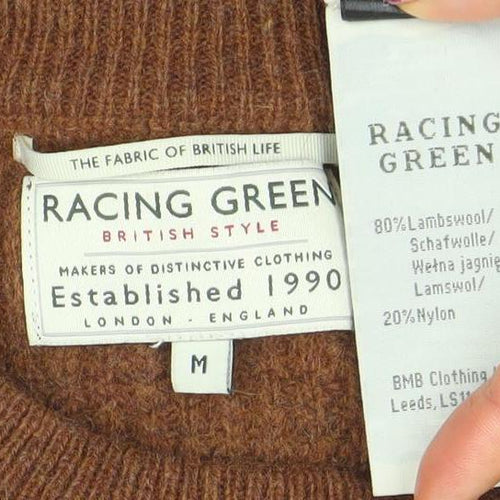 THE FABRIC OF BRITISH LIFE
RACING GREEN
BRITISH STYLE
MAKERS OF DISTINCTIVE CLOTHING
Established 1990
LONDON - ENGLAND
M
RACING
GREEN
80%Lambswool/
Schafwolle/
Wełna jagnię
Lamswol/
20%Nylon
BMB Clothing
Leeds, LS11